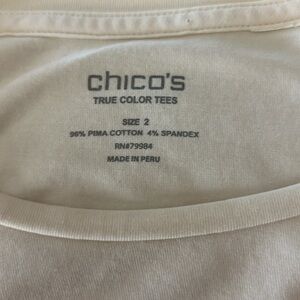 chico's
TRUE COLOR TEES
SIZE 2
96% PIMA COTTON 4% SPANDEX
RN#79984
MADE IN PERU